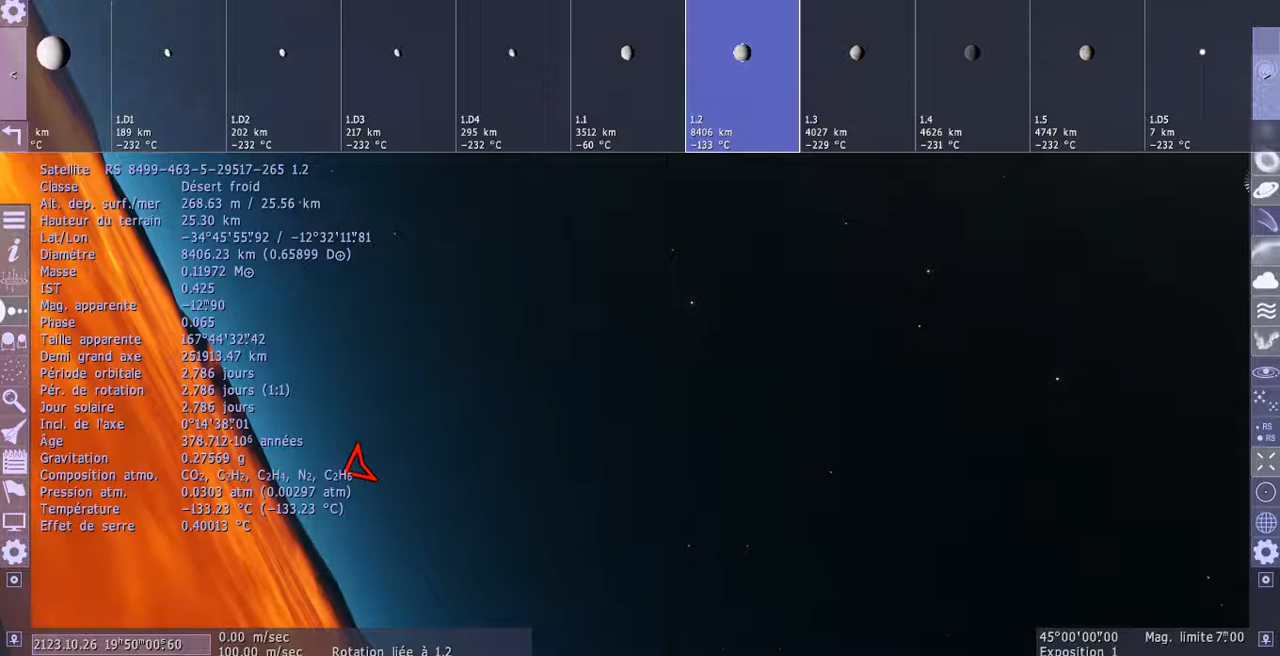 km
°C
1.D1
189 km
-232 °C
1.D2
202 km
-232 °C
1.D3
217 km
-232 °C
1.D4
295 km
-232 °C
1.1
3512 km
-60 °C
1.2
8406 km
-133 °C
1.3
4027 km
-229 °C
1.4
4626 km
-231 °C
1.5
4747 km
-232 °C
1.D5
7 km
-232 °C
Satellite RS 8499-463-5-29517-265 1.2
Classe Désert froid
Alt. dep. surf./mer 268.63 m / 25.56 km
Hauteur du terrain 25.30 km
Lat/Lon -34°45'55"92 / -12°32'11"81
Diamètre 8406.23 km (0.65899 D⊙)
Masse 0.11972 M⊙
IST 0.425
Mag. apparente -12ᵐ90
Phase 0.065
Taille apparente 167°44'32"42
Demi grand axe 251913.47 km
Période orbitale 2.786 jours
Pér. de rotation 2.786 jours (1:1)
Jour solaire 2.786 jours
Incl. de l'axe 0°14'38"01
Âge 378.712·10⁶ années
Gravitation 0.27569 g
Composition atmo. CO₂, C₂H₂, C₂H₄, N₂, C₂H₆
Pression atm. 0.0303 atm (0.00297 atm)
Température -133.23 °C (-133.23 °C)
Effet de serre 0.40013 °C
RS
RS
2123.10.26 19ʰ50ᵐ00ˢ60
0.00 m/sec
100.00 m/sec
Rotation liée à 1.2
45°00'00"00 Mag. limite 7ᵐ00
Exposition 1